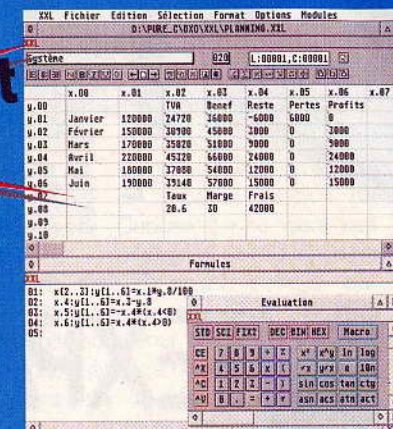 XXL Fichier Edition Sélection Format Options Modules
D:\PURE_C\OXO\XXL\PLANNING.XXL
XXL
Système 020 L:00001,C:00001
x.00 x.01 x.02 x.03 x.04 x.05 x.06 x.07
y.00 TVA Benef Reste Pertes Profits
y.01 Janvier 120000 24720 36000 -6000 6000 0
y.02 Février 150000 30900 45000 3000 0 3000
y.03 Mars 170000 35020 51000 9000 0 9000
y.04 Avril 220000 45320 66000 24000 0 24000
y.05 Mai 180000 37080 54000 12000 0 12000
y.06 Juin 190000 39140 57000 15000 0 15000
y.07 Taux Marge Frais
y.08 20.6 30 42000
y.09
y.10
Formules
XXL
01: x[2..3]:y[1..6]=x.1*y.8/100
02: x.4:y[1..6]=x.3-y.8
03: x.5:y[1..6]=-x.4*(x.4<0)
04: x.6:y[1..6]=x.4*(x.4>0)
05:
Evaluation
XXL
STD SCI FIXE DEC BIN HEX Macro
CE 7 8 9 ln log
4 5 6 x ( e 10n
1 2 3 - ) sin cos tan ctg
0 . = + asn acs atn act
t